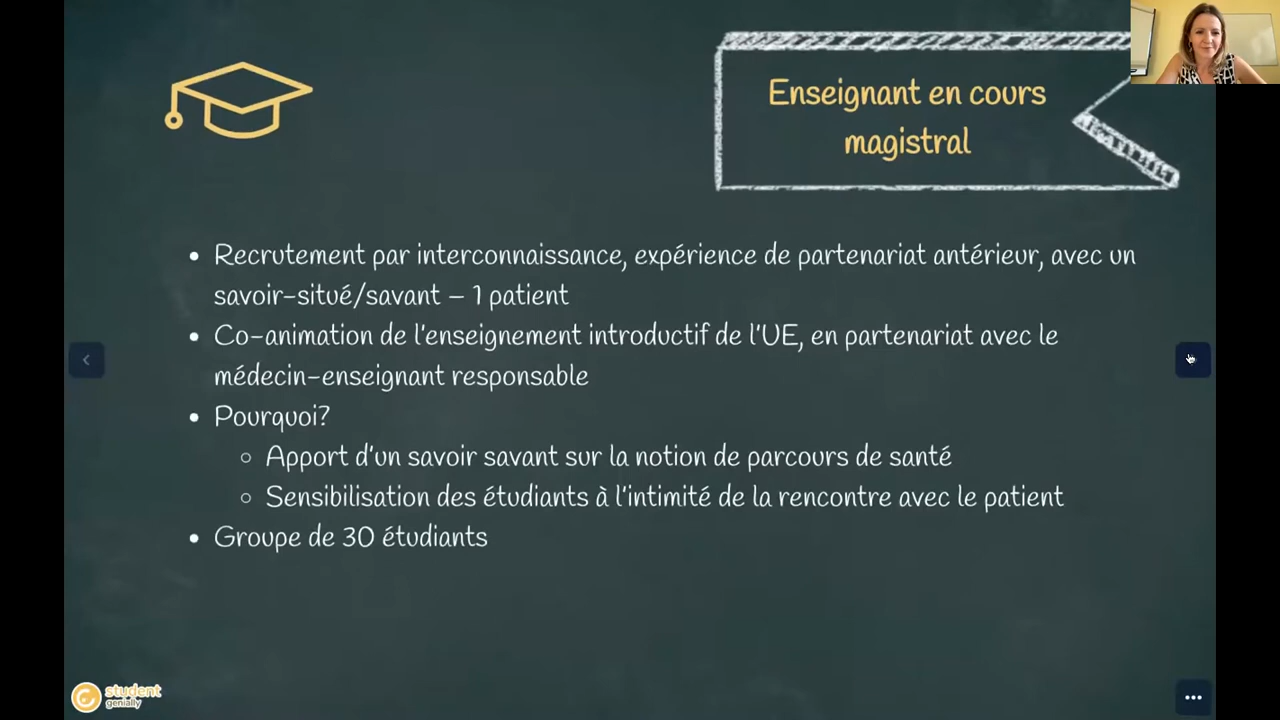 Enseignant en cours
magistral
• Recrutement par interconnaissance, expérience de partenariat antérieur, avec un
savoir-situé/savant – 1 patient
• Co-animation de l'enseignement introductif de l'UE, en partenariat avec le
médecin-enseignant responsable
• Pourquoi?
○ Apport d'un savoir savant sur la notion de parcours de santé
○ Sensibilisation des étudiants à l'intimité de la rencontre avec le patient
• Groupe de 30 étudiants
student
genially